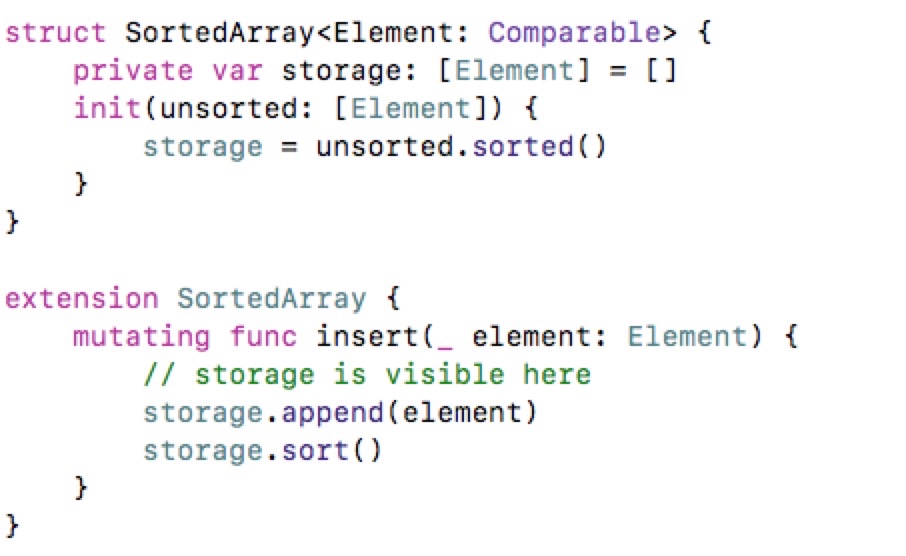 struct SortedArray<Element: Comparable> {
    private var storage: [Element] = []
    init(unsorted: [Element]) {
        storage = unsorted.sorted()
    }
}

extension SortedArray {
    mutating func insert(_ element: Element) {
        // storage is visible here
        storage.append(element)
        storage.sort()
    }
}